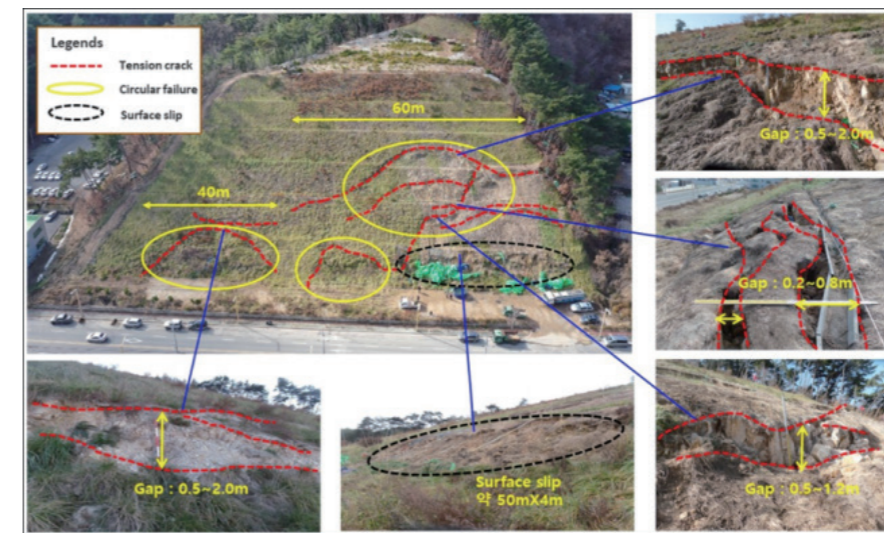 Legends
Tension crack
Circular failure
Surface slip
60m
40m
Gap : 0.5~2.0m
Gap : 0.2~0.8m
Gap : 0.5~2.0m
Surface slip
약 50mX4m
Gap : 0.5~1.2m